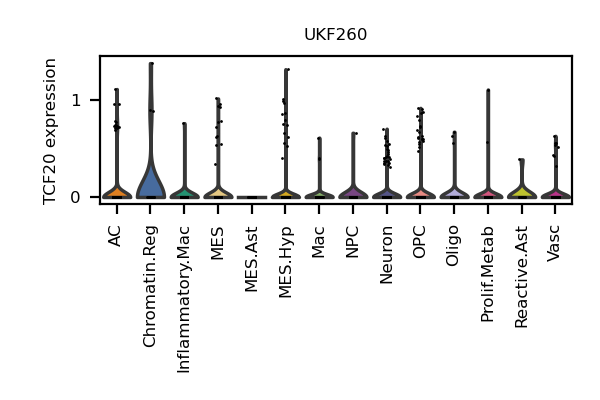 UKF260
TCF20 expression
1
0
AC
Chromatin.Reg
Inflammatory.Mac
MES
MES.Ast
MES.Hyp
Mac
NPC
Neuron
OPC
Oligo
Prolif.Metab
Reactive.Ast
Vasc